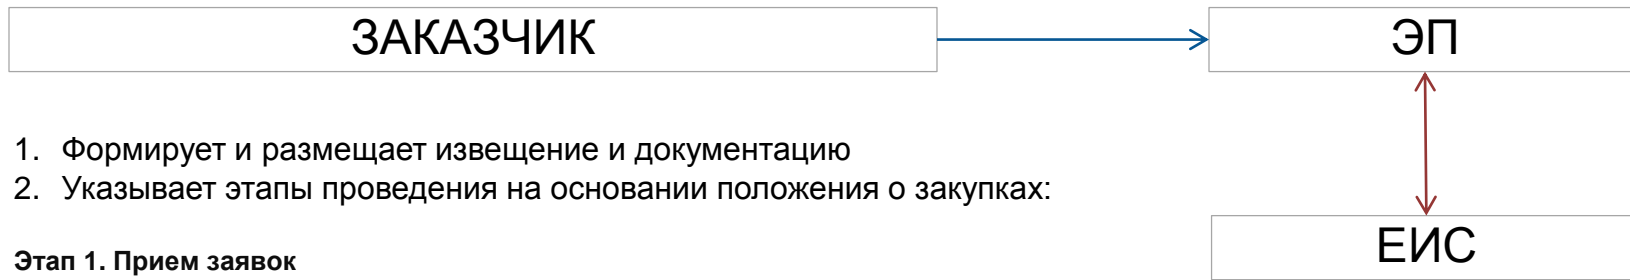 ЗАКАЗЧИК
ЭП
1. Формирует и размещает извещение и документацию
2. Указывает этапы проведения на основании положения о закупках:
ЕИС
Этап 1. Прием заявок